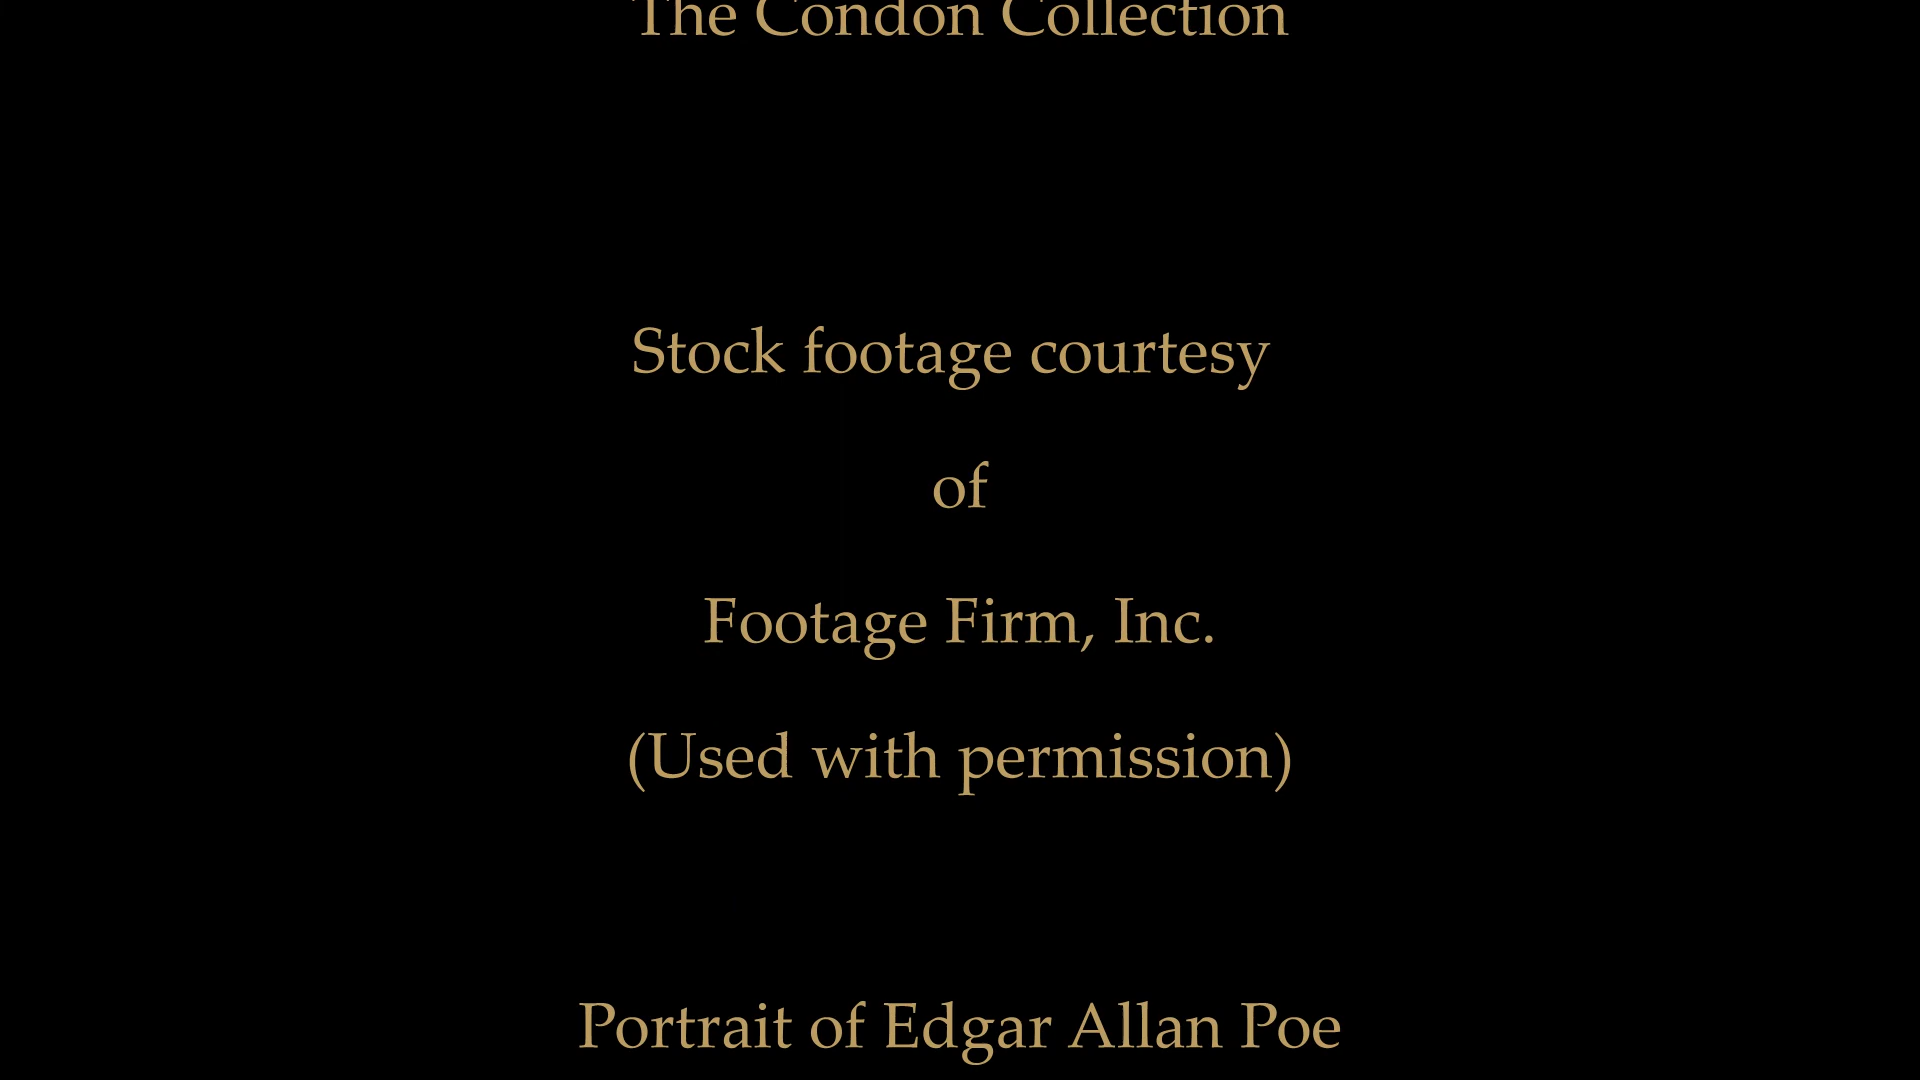 The Condon Collection
Stock footage courtesy
of
Footage Firm, Inc.
(Used with permission)
Portrait of Edgar Allan Poe